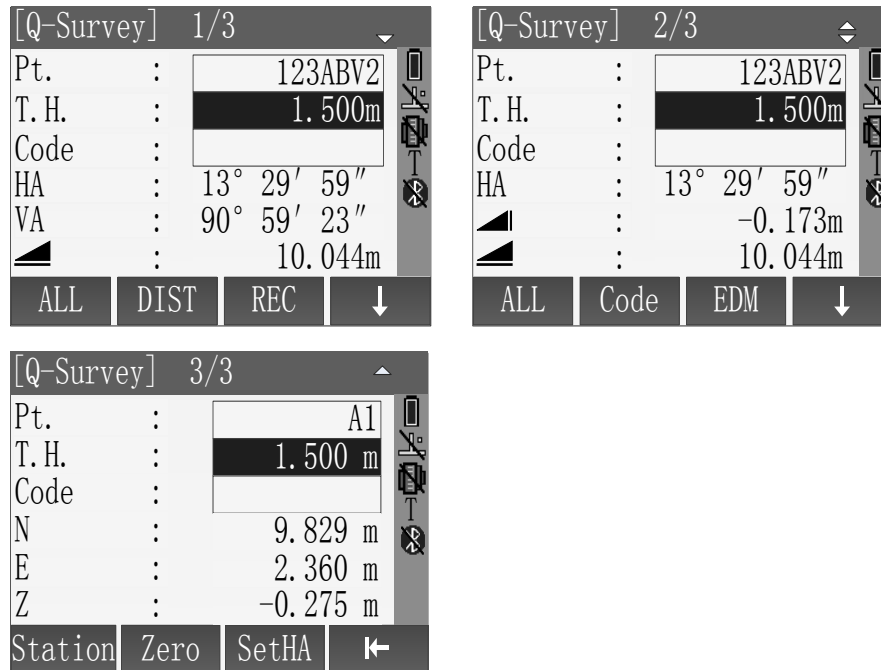 [Q-Survey] 1/3
Pt. : 123ABV2
T.H. : 1.500m
Code :
HA : 13° 29′ 59″
VA : 90° 59′ 23″
: 10.044m
ALL DIST REC ↓
T
[Q-Survey] 2/3
Pt. : 123ABV2
T.H. : 1.500m
Code :
HA : 13° 29′ 59″
: -0.173m
: 10.044m
ALL Code EDM ↓
T
[Q-Survey] 3/3
Pt. : A1
T.H. : 1.500 m
Code :
N : 9.829 m
E : 2.360 m
Z : -0.275 m
Station Zero SetHA
T